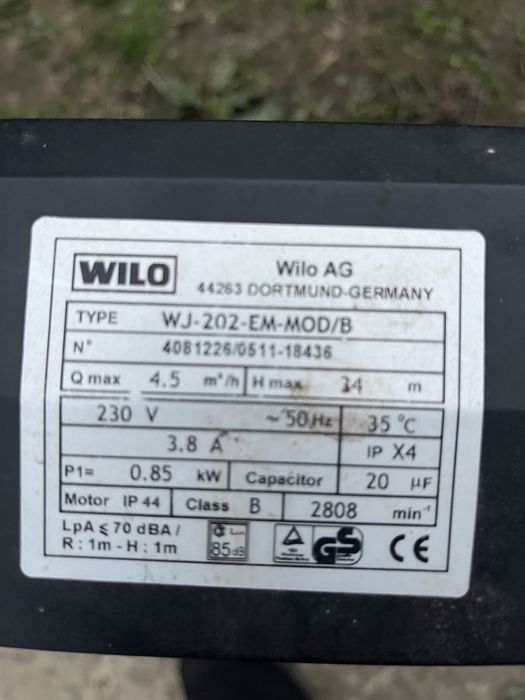 WILO
Wilo AG
44263 DORTMUND-GERMANY
TYPE WJ-202-EM-MOD/B
N° 4081226/0511-18436
Q max 4.5 m³/h H max 34 m
230 V ~ 50 Hz 35 °C
3.8 A IP X4
P1= 0.85 kW Capacitor 20 µF
Motor IP 44 Class B 2808 min⁻¹
LpA ≤ 70 dBA /
R : 1m - H : 1m
85dB
GS
CE